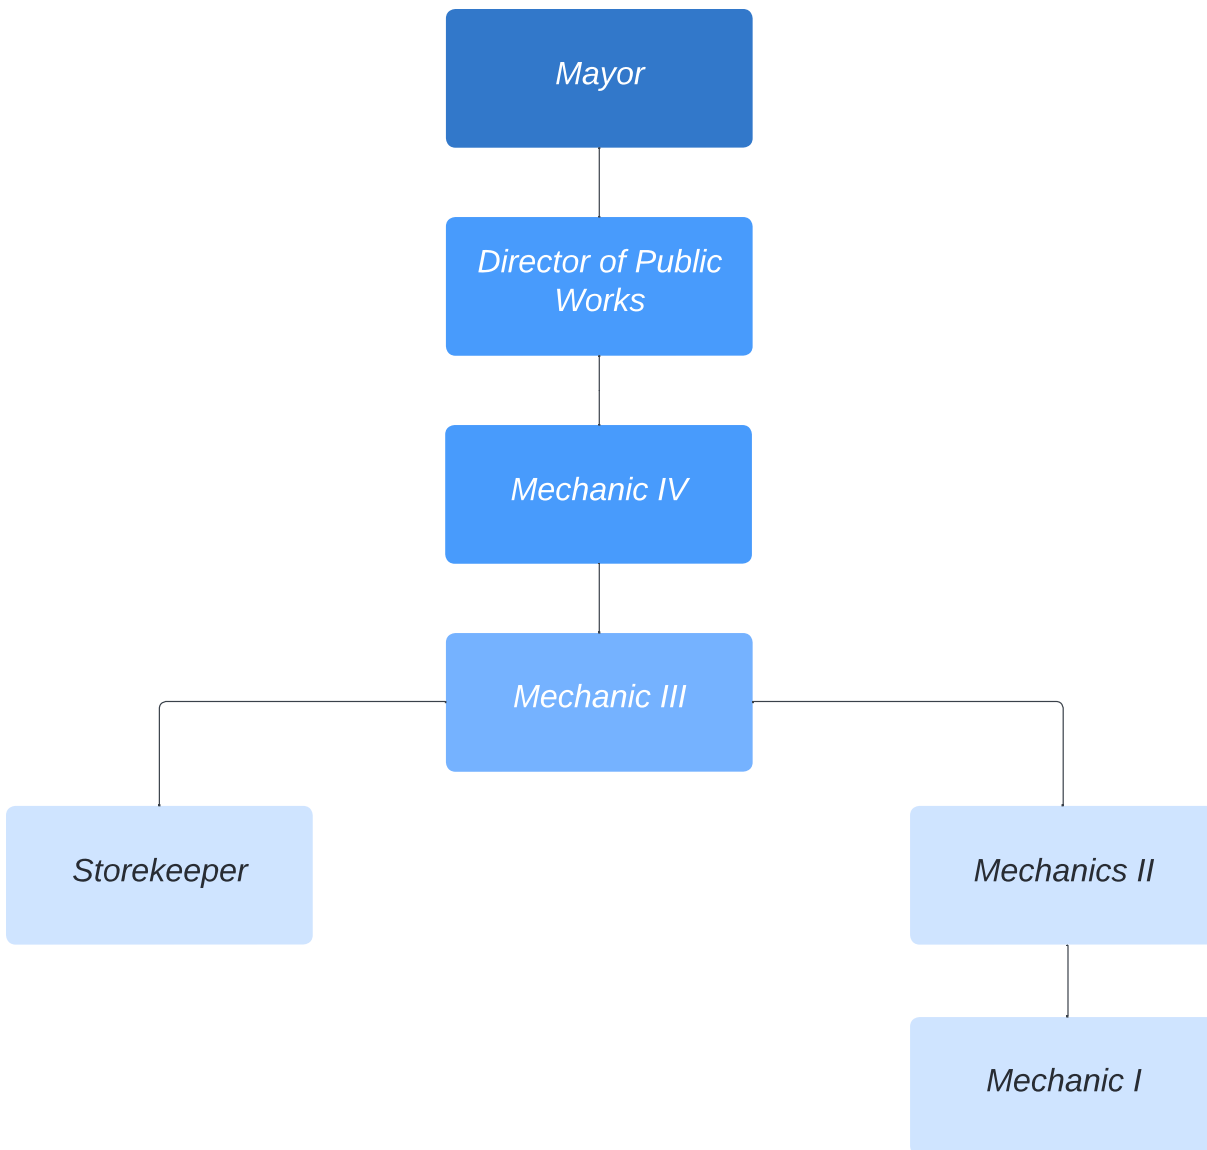 Mayor
Director of Public
Works
Mechanic IV
Mechanic III
Storekeeper
Mechanics II
Mechanic I